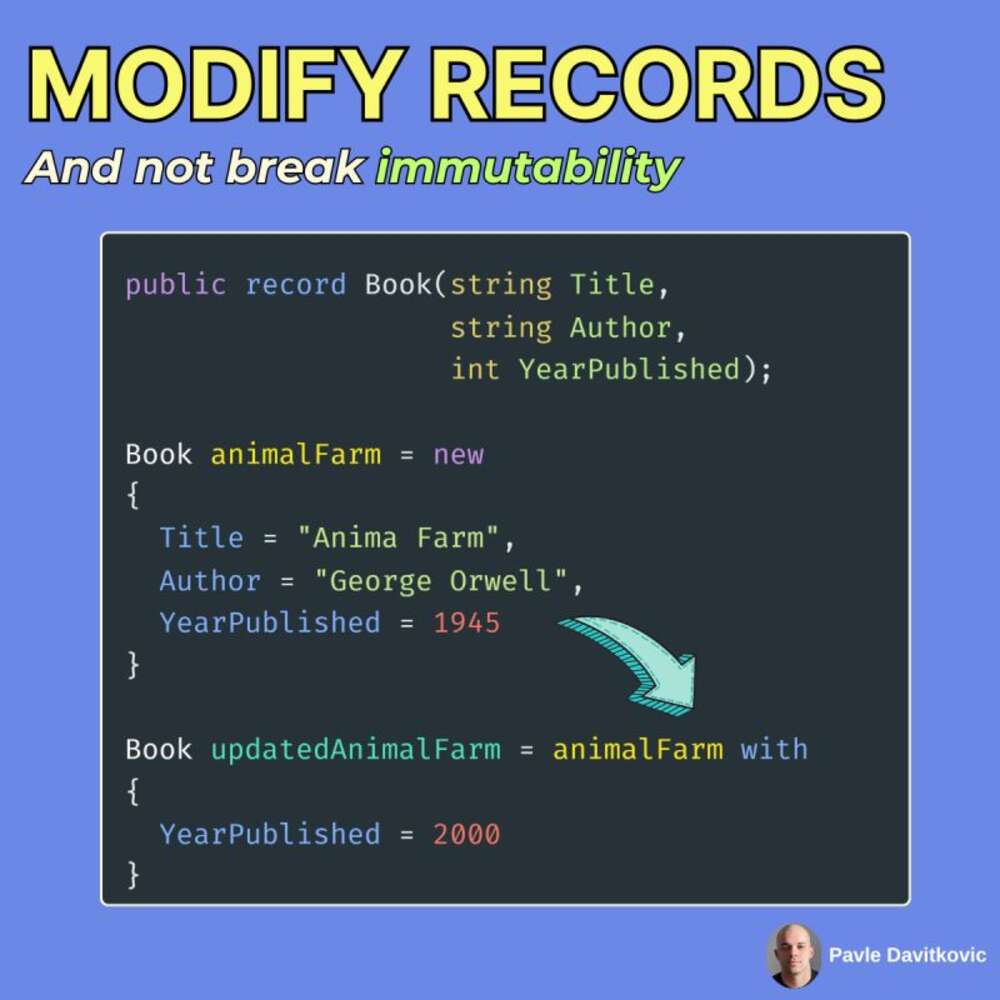 MODIFY RECORDS
And not break immutability
public record Book(string Title,
string Author,
int YearPublished);
Book animalFarm = new
{
Title = "Anima Farm",
Author = "George Orwell",
YearPublished = 1945
}
Book updatedAnimalFarm = animalFarm with
{
YearPublished = 2000
}
Pavle Davitkovic